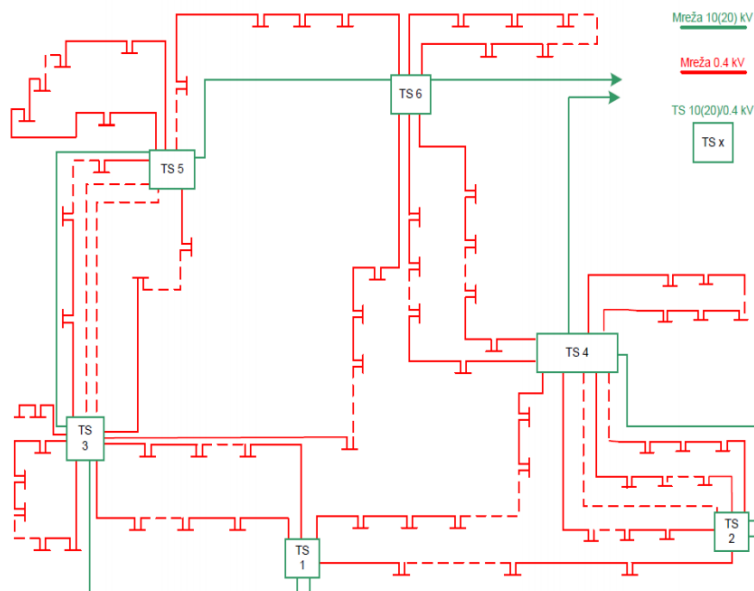 Mreža 10(20) kV
Mreža 0.4 kV
TS 10(20)/0.4 kV
TS x
TS 6
TS 5
TS 4
TS
3
TS
2
TS
1